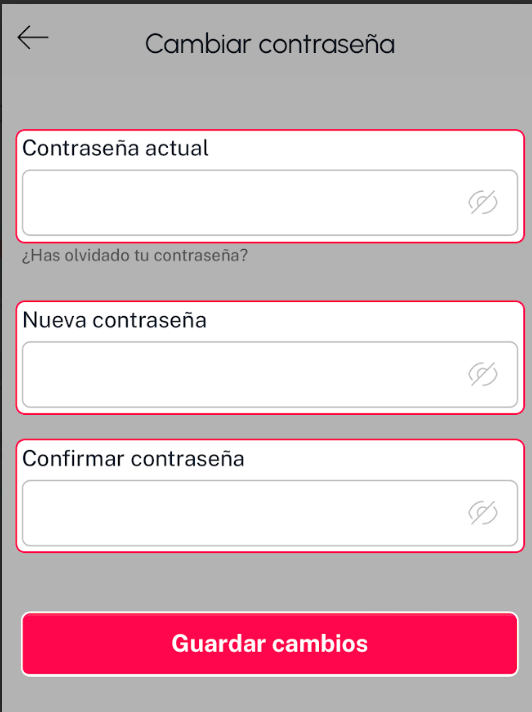 Cambiar contraseña
Contraseña actual
¿Has olvidado tu contraseña?
Nueva contraseña
Confirmar contraseña
Guardar cambios